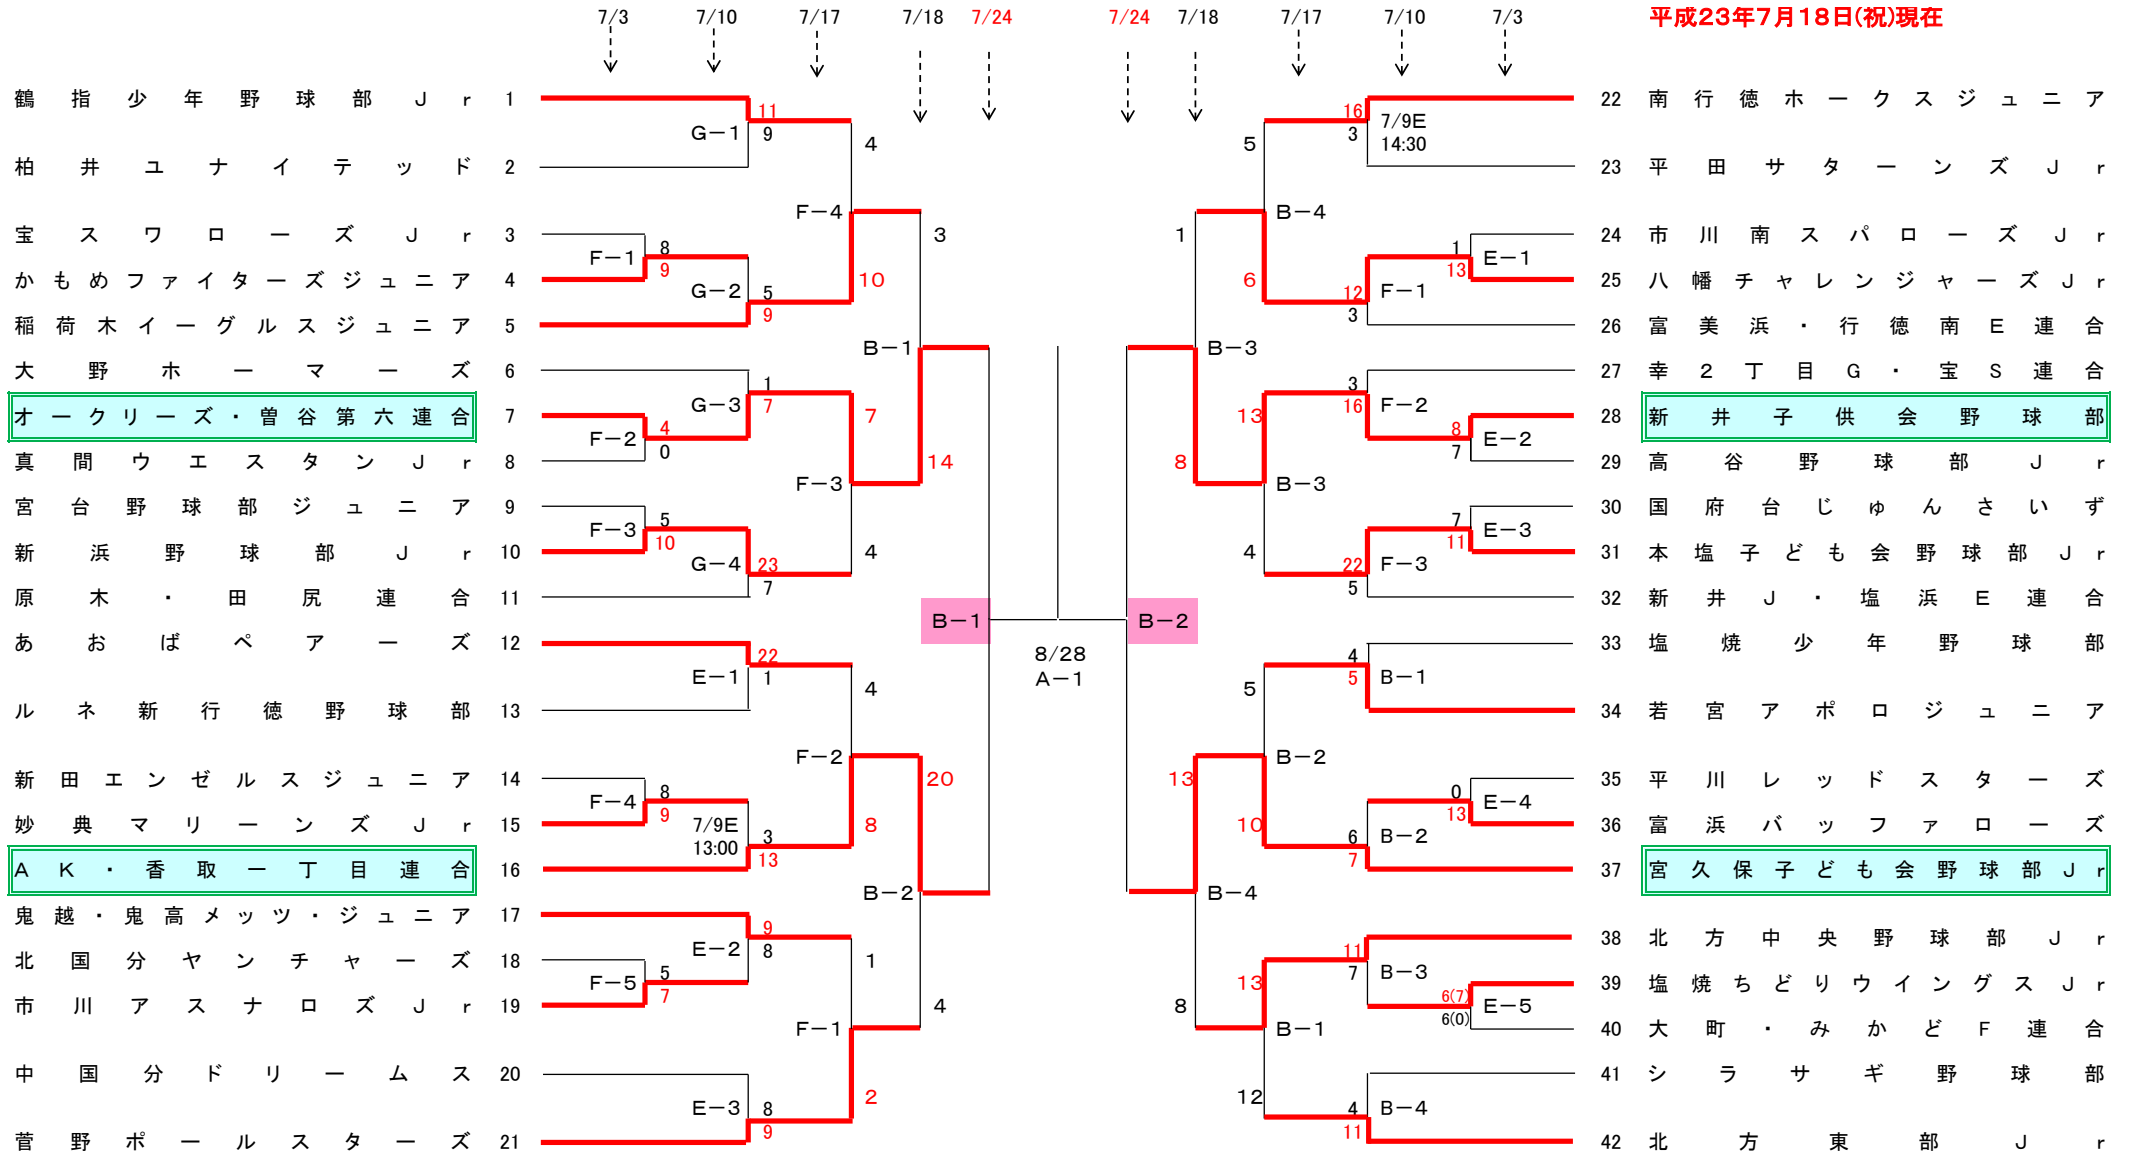 7/3 7/10 7/17 7/18 7/24 7/24 7/18 7/17 7/10 7/3 平成23年7月18日(祝)現在
鶴指少年野球部Jr 1
柏井ユナイテッド 2
宝スワローズJr 3
かもめファイターズジュニア 4
稲荷木イーグルスジュニア 5
大野ホーマーズ 6
オークリーズ・曽谷第六連合 7
真間ウエスタンJr 8
宮台野球部ジュニア 9
新浜野球部Jr 10
原木・田尻連合 11
あおばベアーズ 12
ルネ新行徳野球部 13
新田エンゼルスジュニア 14
妙典マリーンズJr 15
AK・香取一丁目連合 16
鬼越・鬼高メッツ・ジュニア 17
北国分ヤンチャーズ 18
市川アスナロズJr 19
中国分ドリームス 20
菅野ポールスターズ 21
F-1 8 9
F-2 4 0
F-3 5 10
F-4 8 9
F-5 5 7
G-1 11 9
G-2 5 9
G-3 1 7
G-4 23 7
E-1 22 1
7/9E
13:00
3 13
E-2 9 8
E-3 8 9
F-4 4 10
F-3 7 4
F-2 4 8
F-1 1 2
B-1 3 14
B-2 20 4
B-1
8/28
A-1
B-2
B-3 1 8
B-4 13 8
B-4 5 6
B-3 13 4
B-2 5 10
B-1 13 12
16 3
7/9E
14:30
F-1 12 3
F-2 3 16
F-3 22 5
B-1 4 5
B-2 6 7
B-3 11 7
B-4 4 11
E-1 1 13
E-2 8 7
E-3 7 11
E-4 0 13
E-5 6(7) 6(0)
22 南行徳ホークスジュニア
23 平田サターンズJr
24 市川南スパローズJr
25 八幡チャレンジャーズJr
26 富美浜・行徳南E連合
27 幸2丁目G・宝S連合
28 新井子供会野球部
29 高谷野球部Jr
30 国府台じゅんさいず
31 本塩子ども会野球部Jr
32 新井J・塩浜E連合
33 塩焼少年野球部
34 若宮アポロジュニア
35 平川レッドスターズ
36 富浜バッファローズ
37 宮久保子ども会野球部Jr
38 北方中央野球部Jr
39 塩焼ちどりウイングスJr
40 大町・みかどF連合
41 シラサギ野球部
42 北方東部Jr